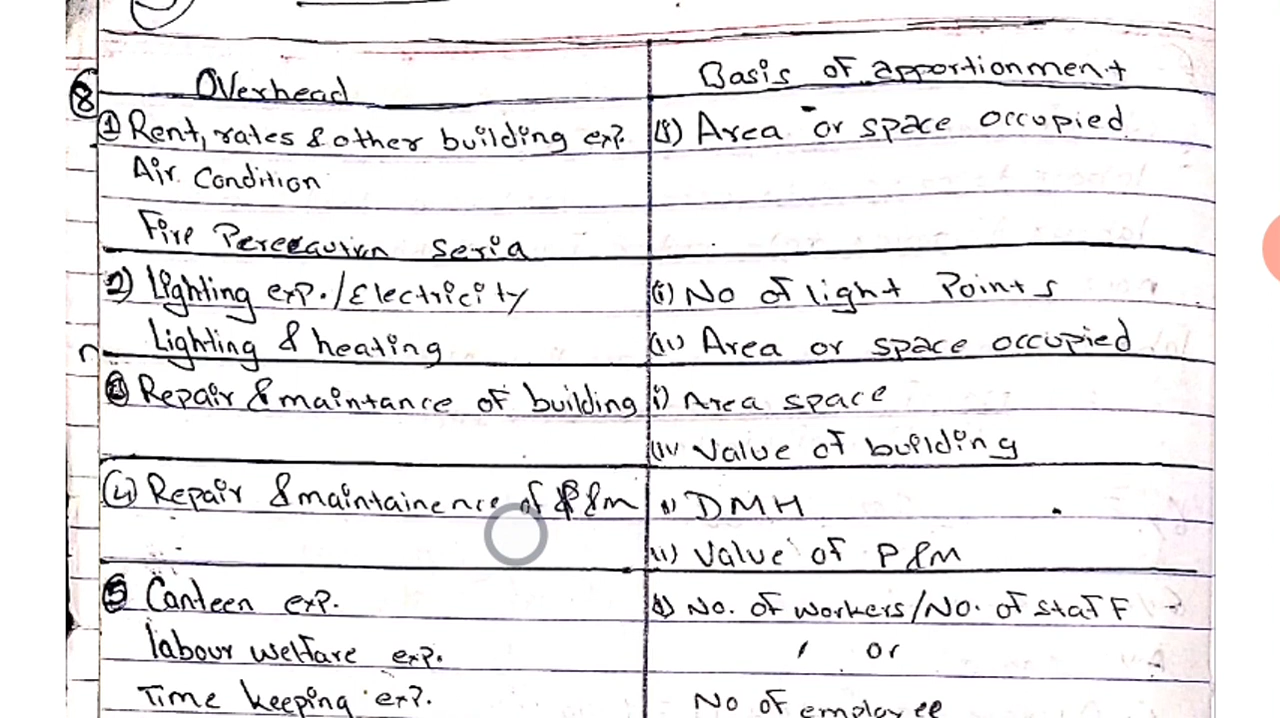 8 Overhead Basis of apportionment
① Rent, rates & other building exp. (i) Area or space occupied
Air Condition
Fire
2) Lighting exp./Electricity (i) No of light Points
Lighting & heating (ii) Area or space occupied
③ Repair & maintance of building i) Area space
(ii) Value of building
④ Repair & maintainence of P&M i) DMH
ii) Value of P&M
⑤ Canteen exp. i) No. of workers/No. of staff
labour welfare exp. or
Time keeping exp. No of employee